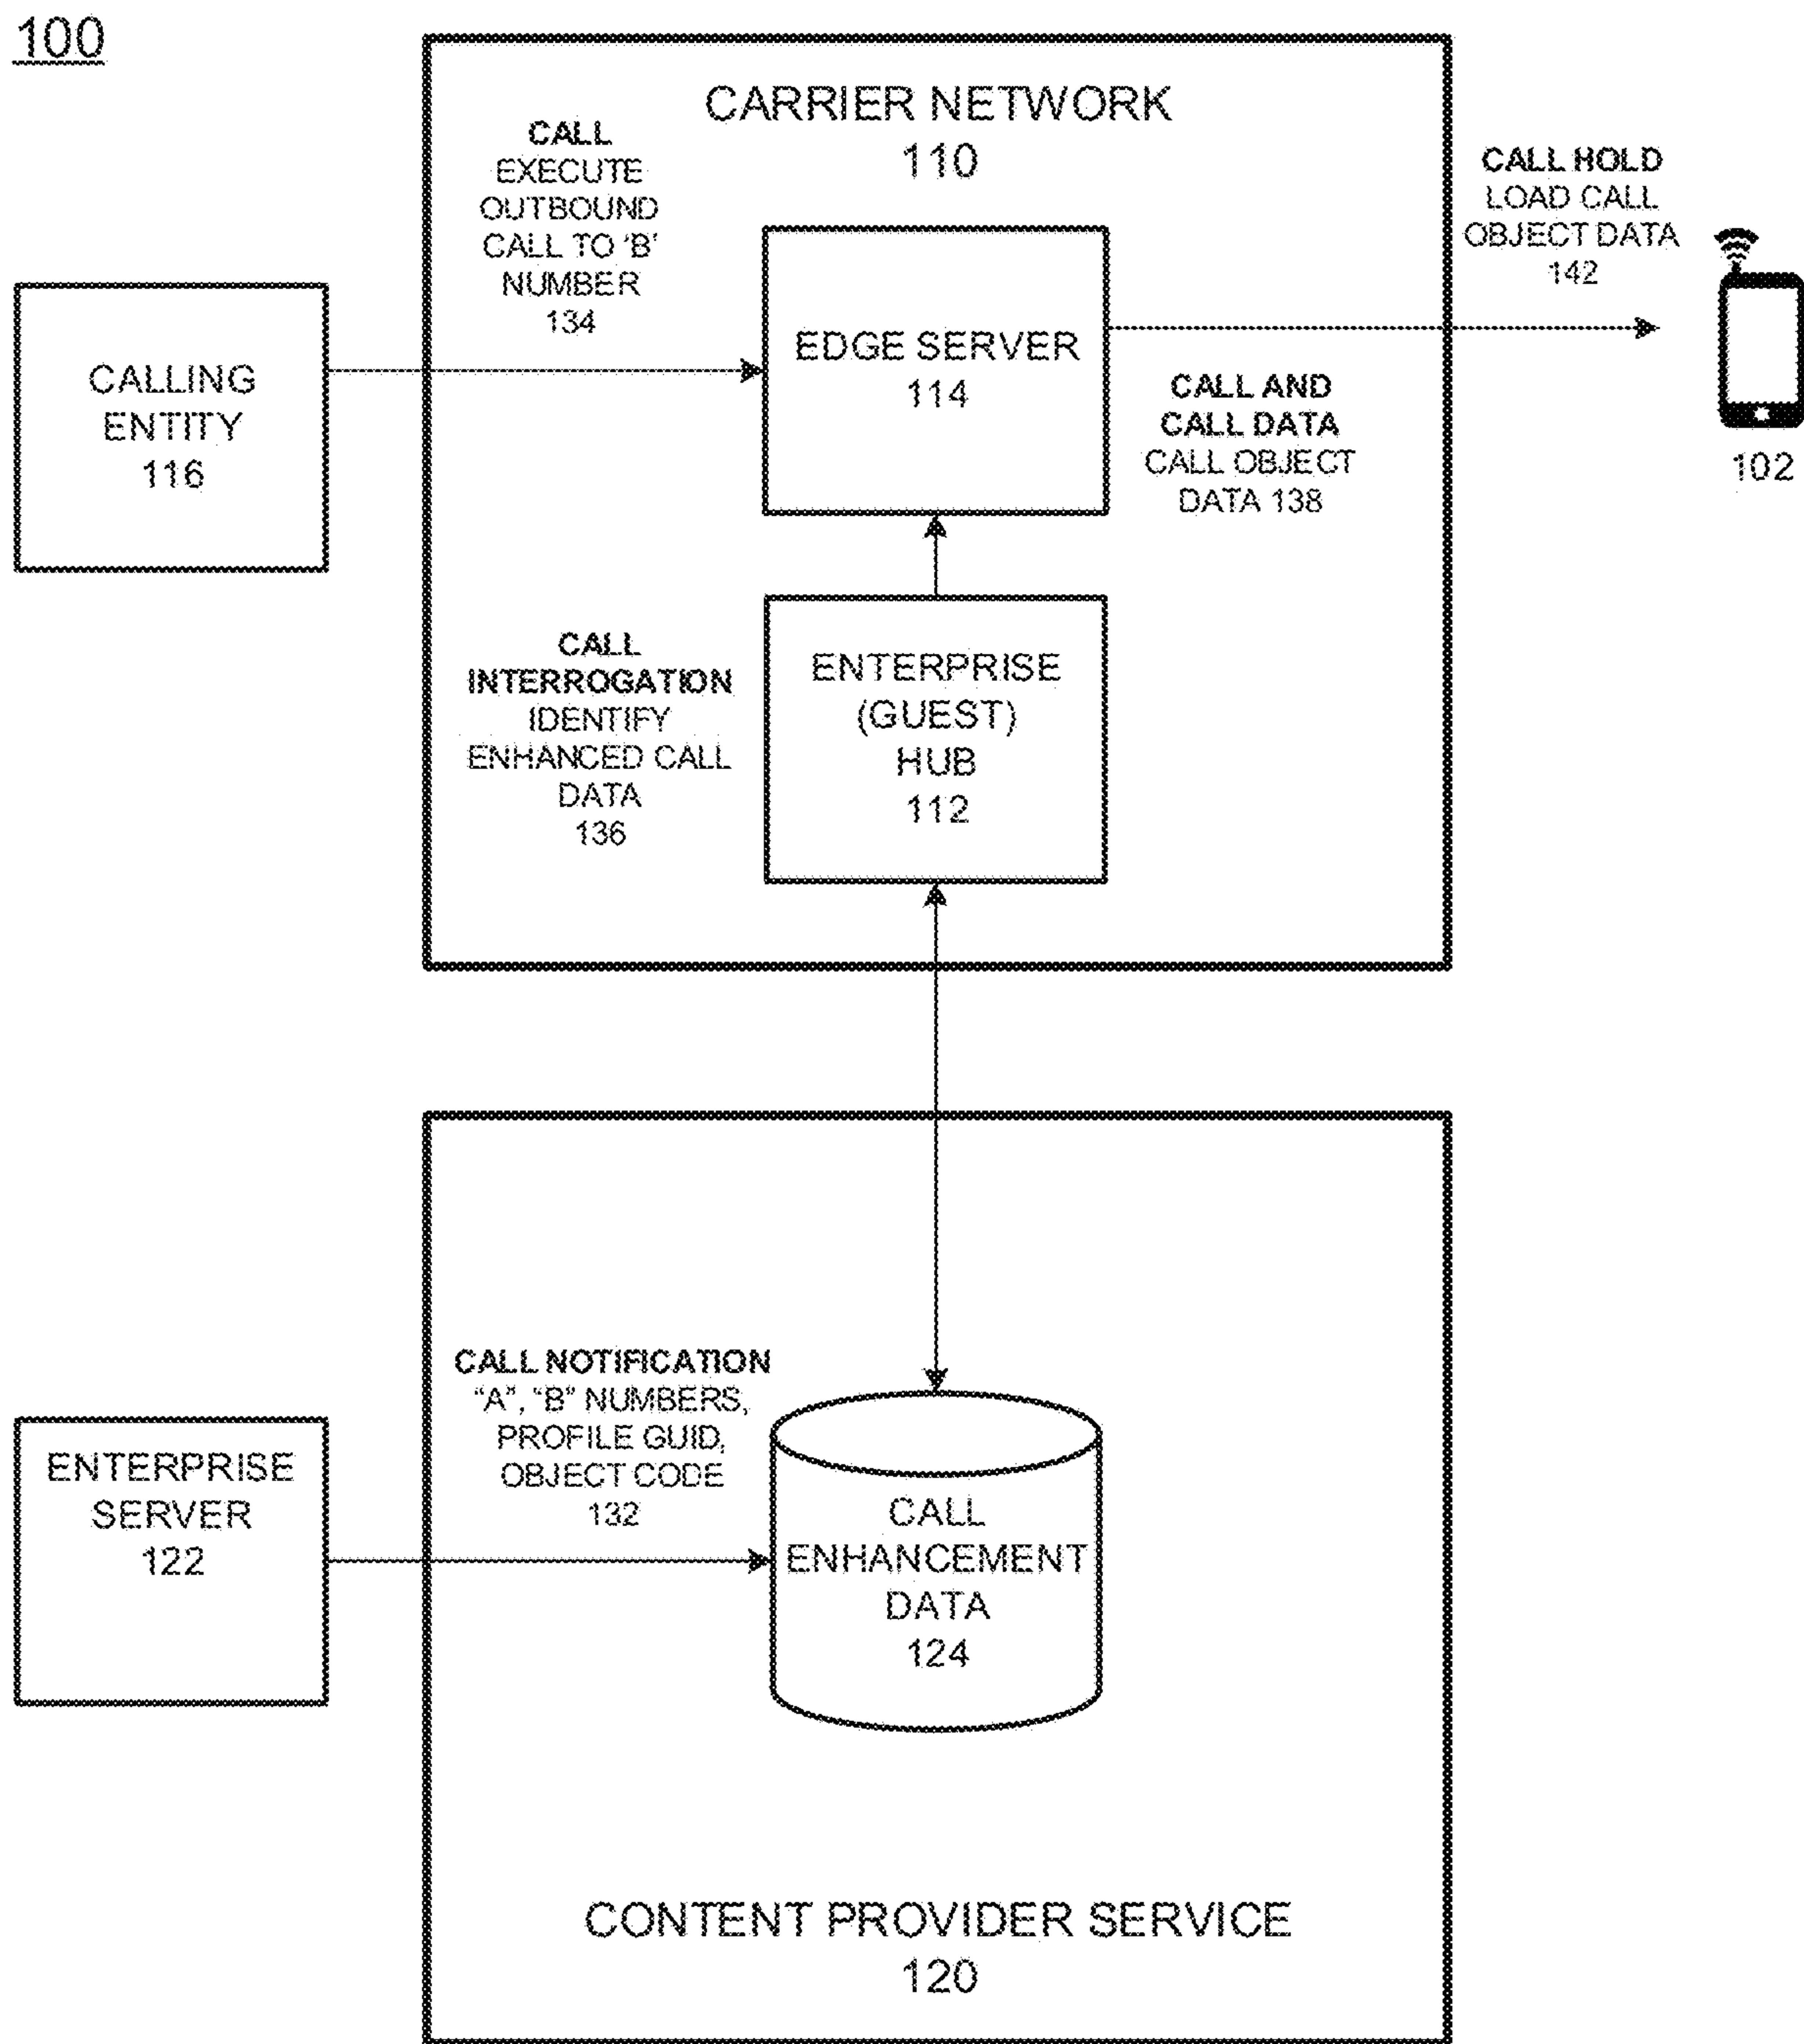 100
CARRIER NETWORK
110
CALL
EXECUTE
OUTBOUND
CALL TO 'B'
NUMBER
134
CALL HOLD
LOAD CALL
OBJECT DATA
142
CALLING
ENTITY
116
EDGE SERVER
114
CALL AND
CALL DATA
CALL OBJECT
DATA 138
102
CALL
INTERROGATION
IDENTIFY
ENHANCED CALL
DATA
136
ENTERPRISE
(GUEST)
HUB
112
CALL NOTIFICATION
“A”, “B” NUMBERS,
PROFILE GUID,
OBJECT CODE
132
ENTERPRISE
SERVER
122
CALL
ENHANCEMENT
DATA
124
CONTENT PROVIDER SERVICE
120